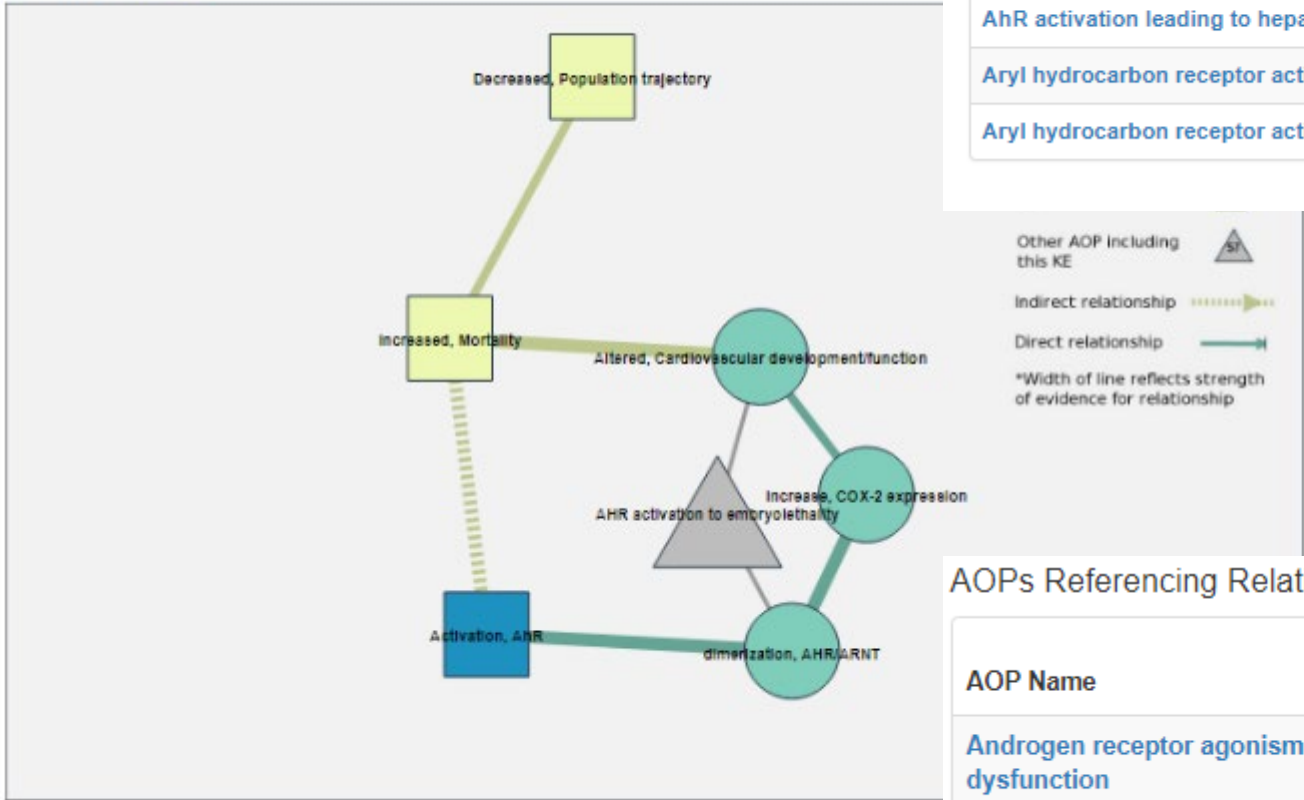 AhR activation leading to hepa
Aryl hydrocarbon receptor act
Aryl hydrocarbon receptor act
Decreased, Population trajectory
Other AOP including
this KE
ST
Indirect relationship
Direct relationship
*Width of line reflects strength
of evidence for relationship
Increased, Mortality
Altered, Cardiovascular development/function
Increase, COX-2 expression
AHR activation to embryolethality
Activation, AhR
dimerization, AHR/ARNT
AOPs Referencing Relat
AOP Name
Androgen receptor agonism
dysfunction